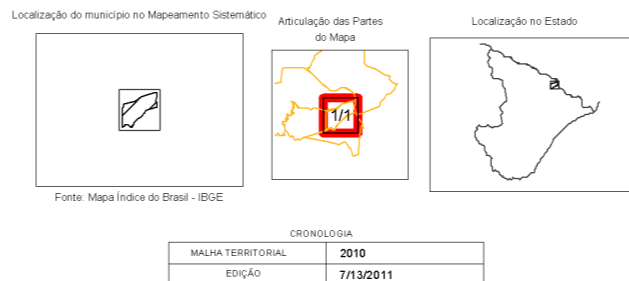 Localização do município no Mapeamento Sistemático
Articulação das Partes
do Mapa
Localização no Estado
1/1
Fonte: Mapa Índice do Brasil - IBGE
CRONOLOGIA
MALHA TERRITORIAL 2010
EDIÇÃO 7/13/2011